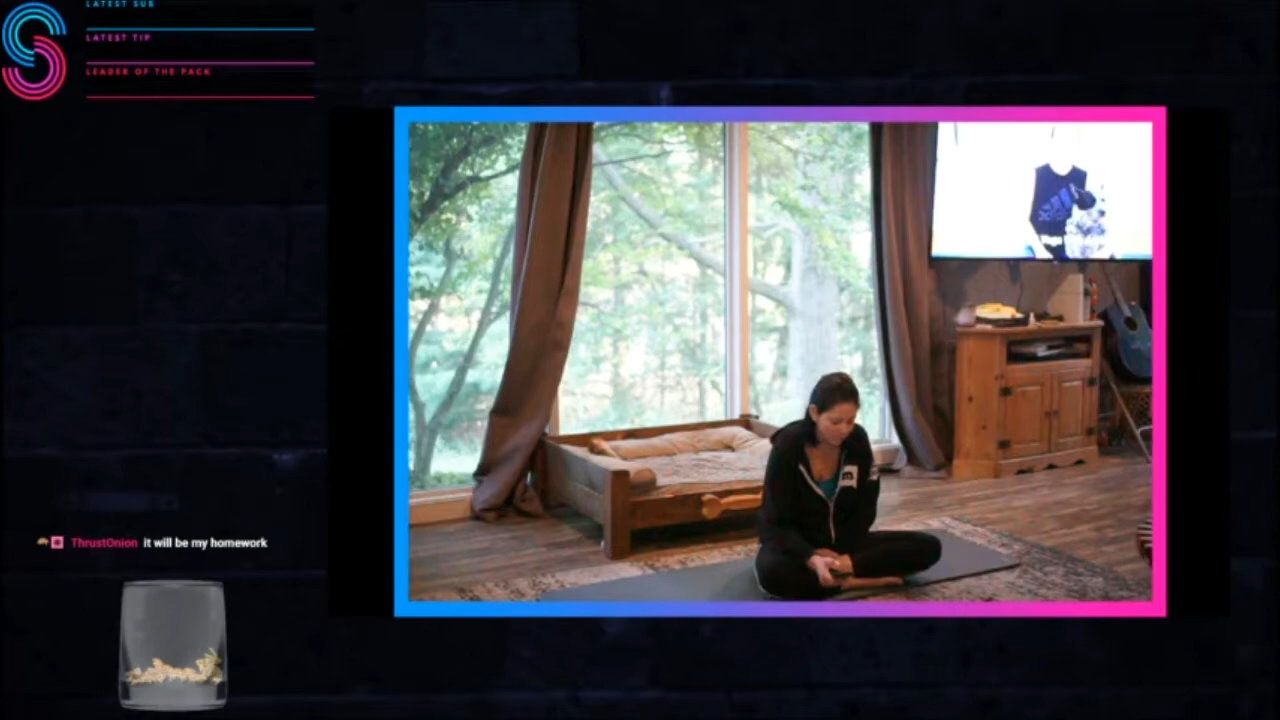 LATEST SUB
LATEST TIP
LEADER OF THE PACK
ThrustOnion it will be my homework